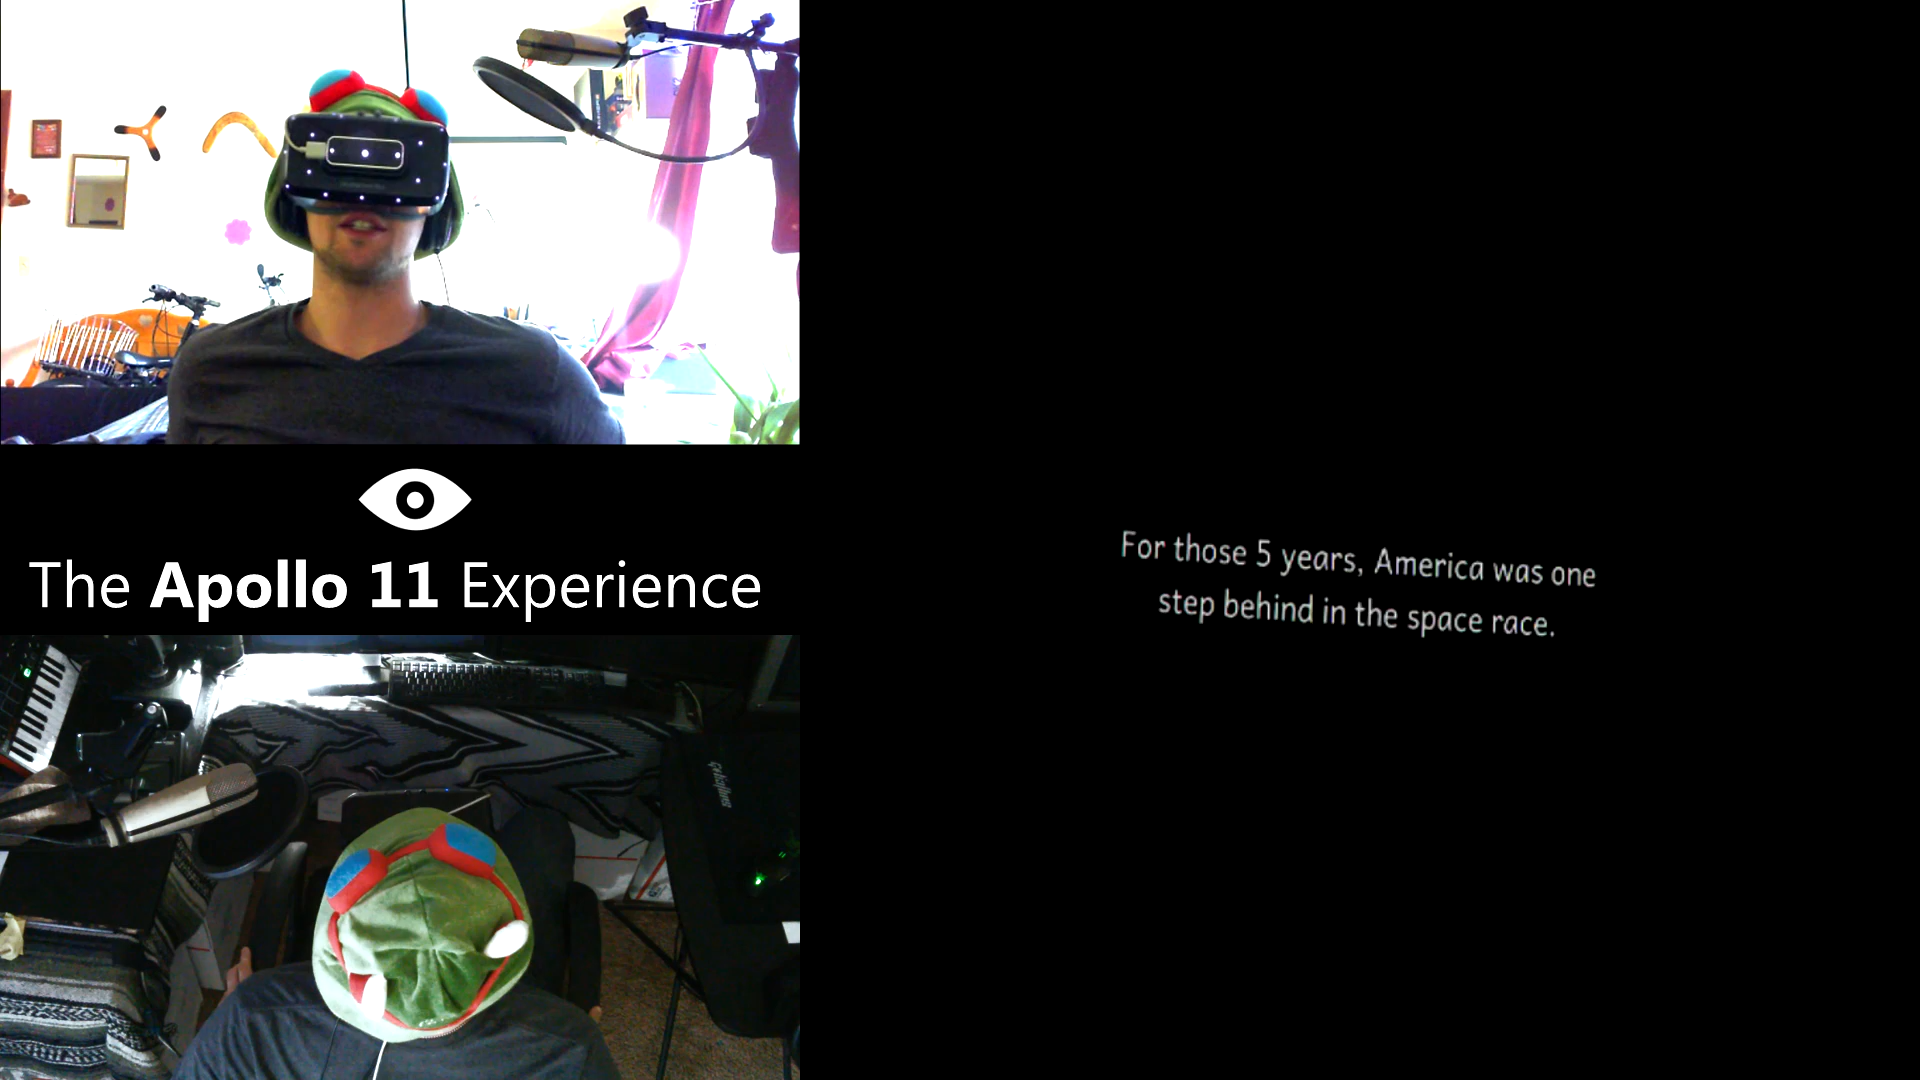 The Apollo 11 Experience
For those 5 years, America was one
step behind in the space race.